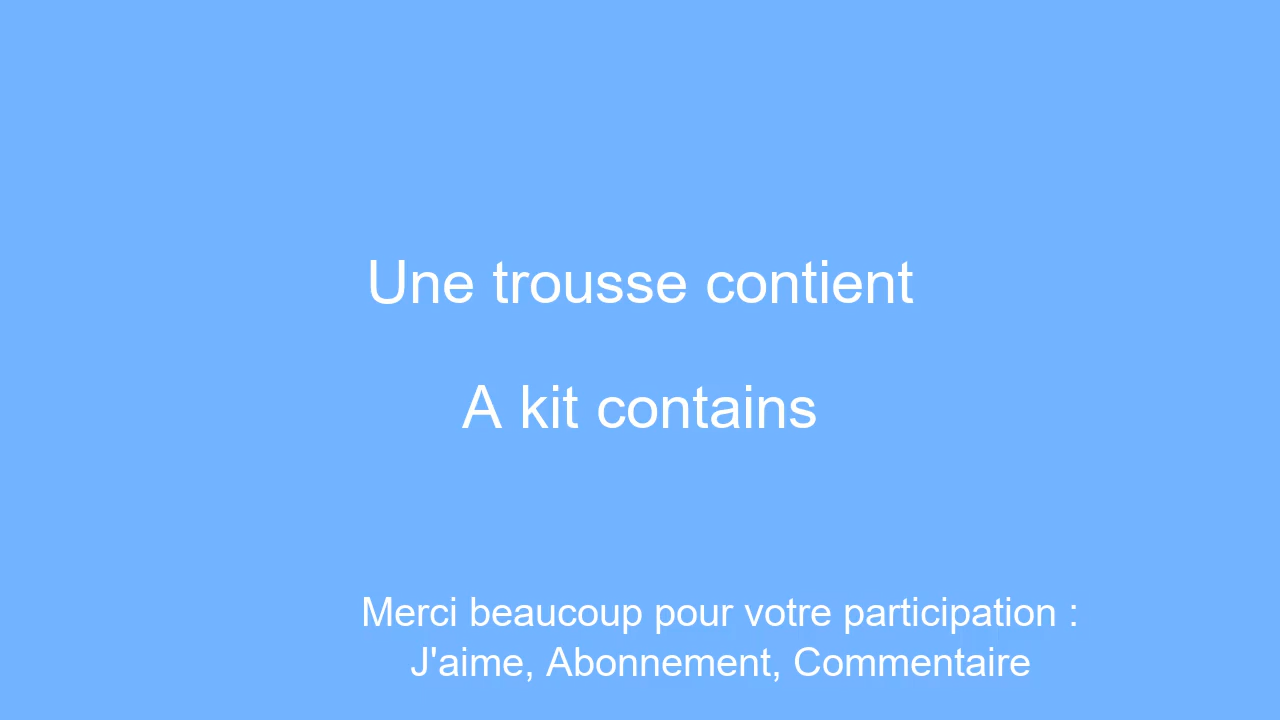 Une trousse contient
A kit contains
Merci beaucoup pour votre participation :
J'aime, Abonnement, Commentaire